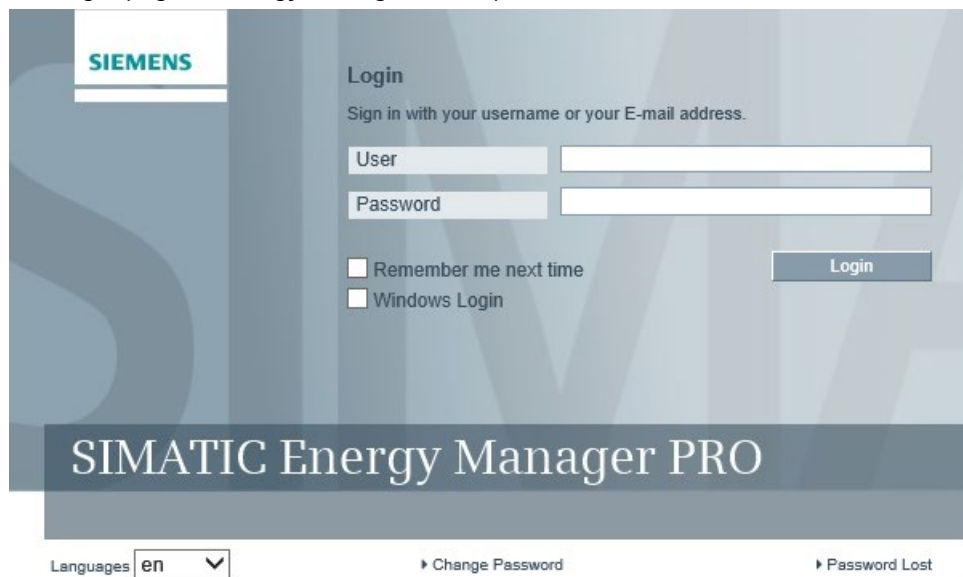 SIEMENS
Login
Sign in with your username or your E-mail address.
User
Password
Remember me next time
Login
Windows Login
SIMATIC Energy Manager PRO
Languages en
Change Password
Password Lost